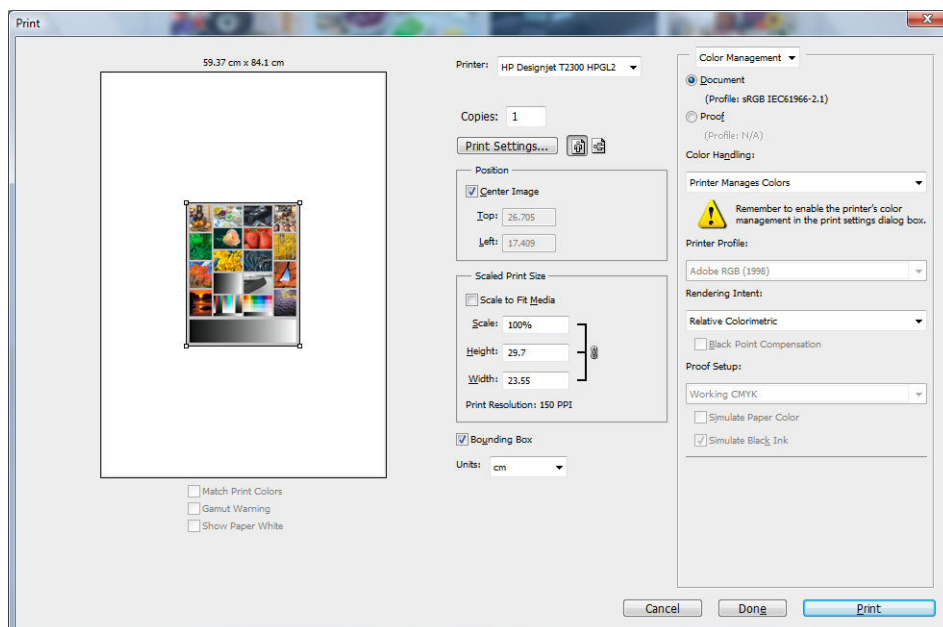 Print
59.37 cm x 84.1 cm
Match Print Colors
Gamut Warning
Show Paper White
Printer: HP Designjet T2300 HPGL2
Copies: 1
Print Settings...
Position
Center Image
Top: 26.705
Left: 17.409
Scaled Print Size
Scale to Fit Media
Scale: 100%
Height: 29.7
Width: 23.55
Print Resolution: 150 PPI
Bounding Box
Units: cm
Color Management
Document
(Profile: sRGB IEC61966-2.1)
Proof
(Profile: N/A)
Color Handling:
Printer Manages Colors
Remember to enable the printer's color
management in the print settings dialog box.
Printer Profile:
Adobe RGB (1998)
Rendering Intent:
Relative Colorimetric
Black Point Compensation
Proof Setup:
Working CMYK
Simulate Paper Color
Simulate Black Ink
Cancel
Done
Print